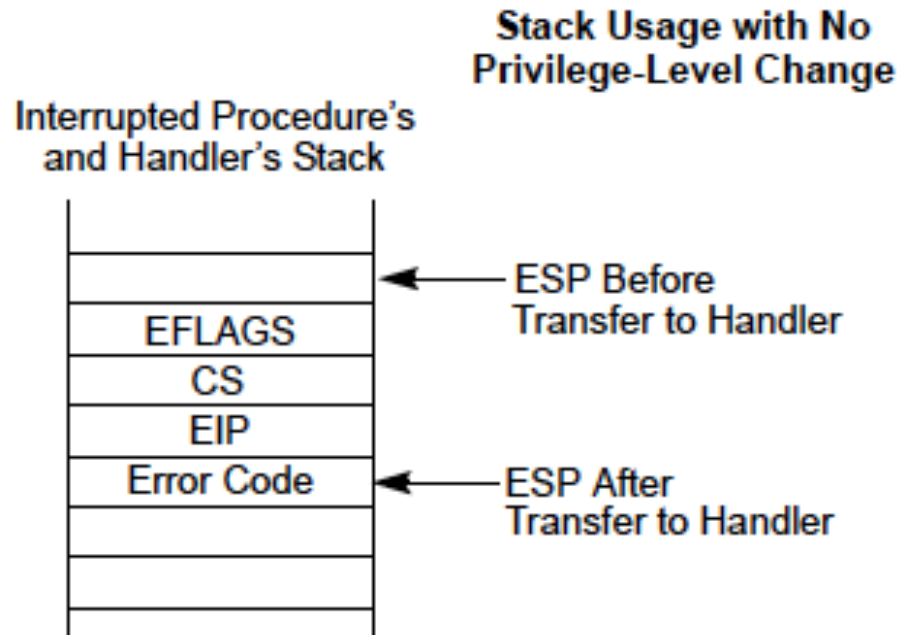 Stack Usage with No
Privilege-Level Change
Interrupted Procedure's
and Handler's Stack
ESP Before
Transfer to Handler
EFLAGS
CS
EIP
Error Code
ESP After
Transfer to Handler